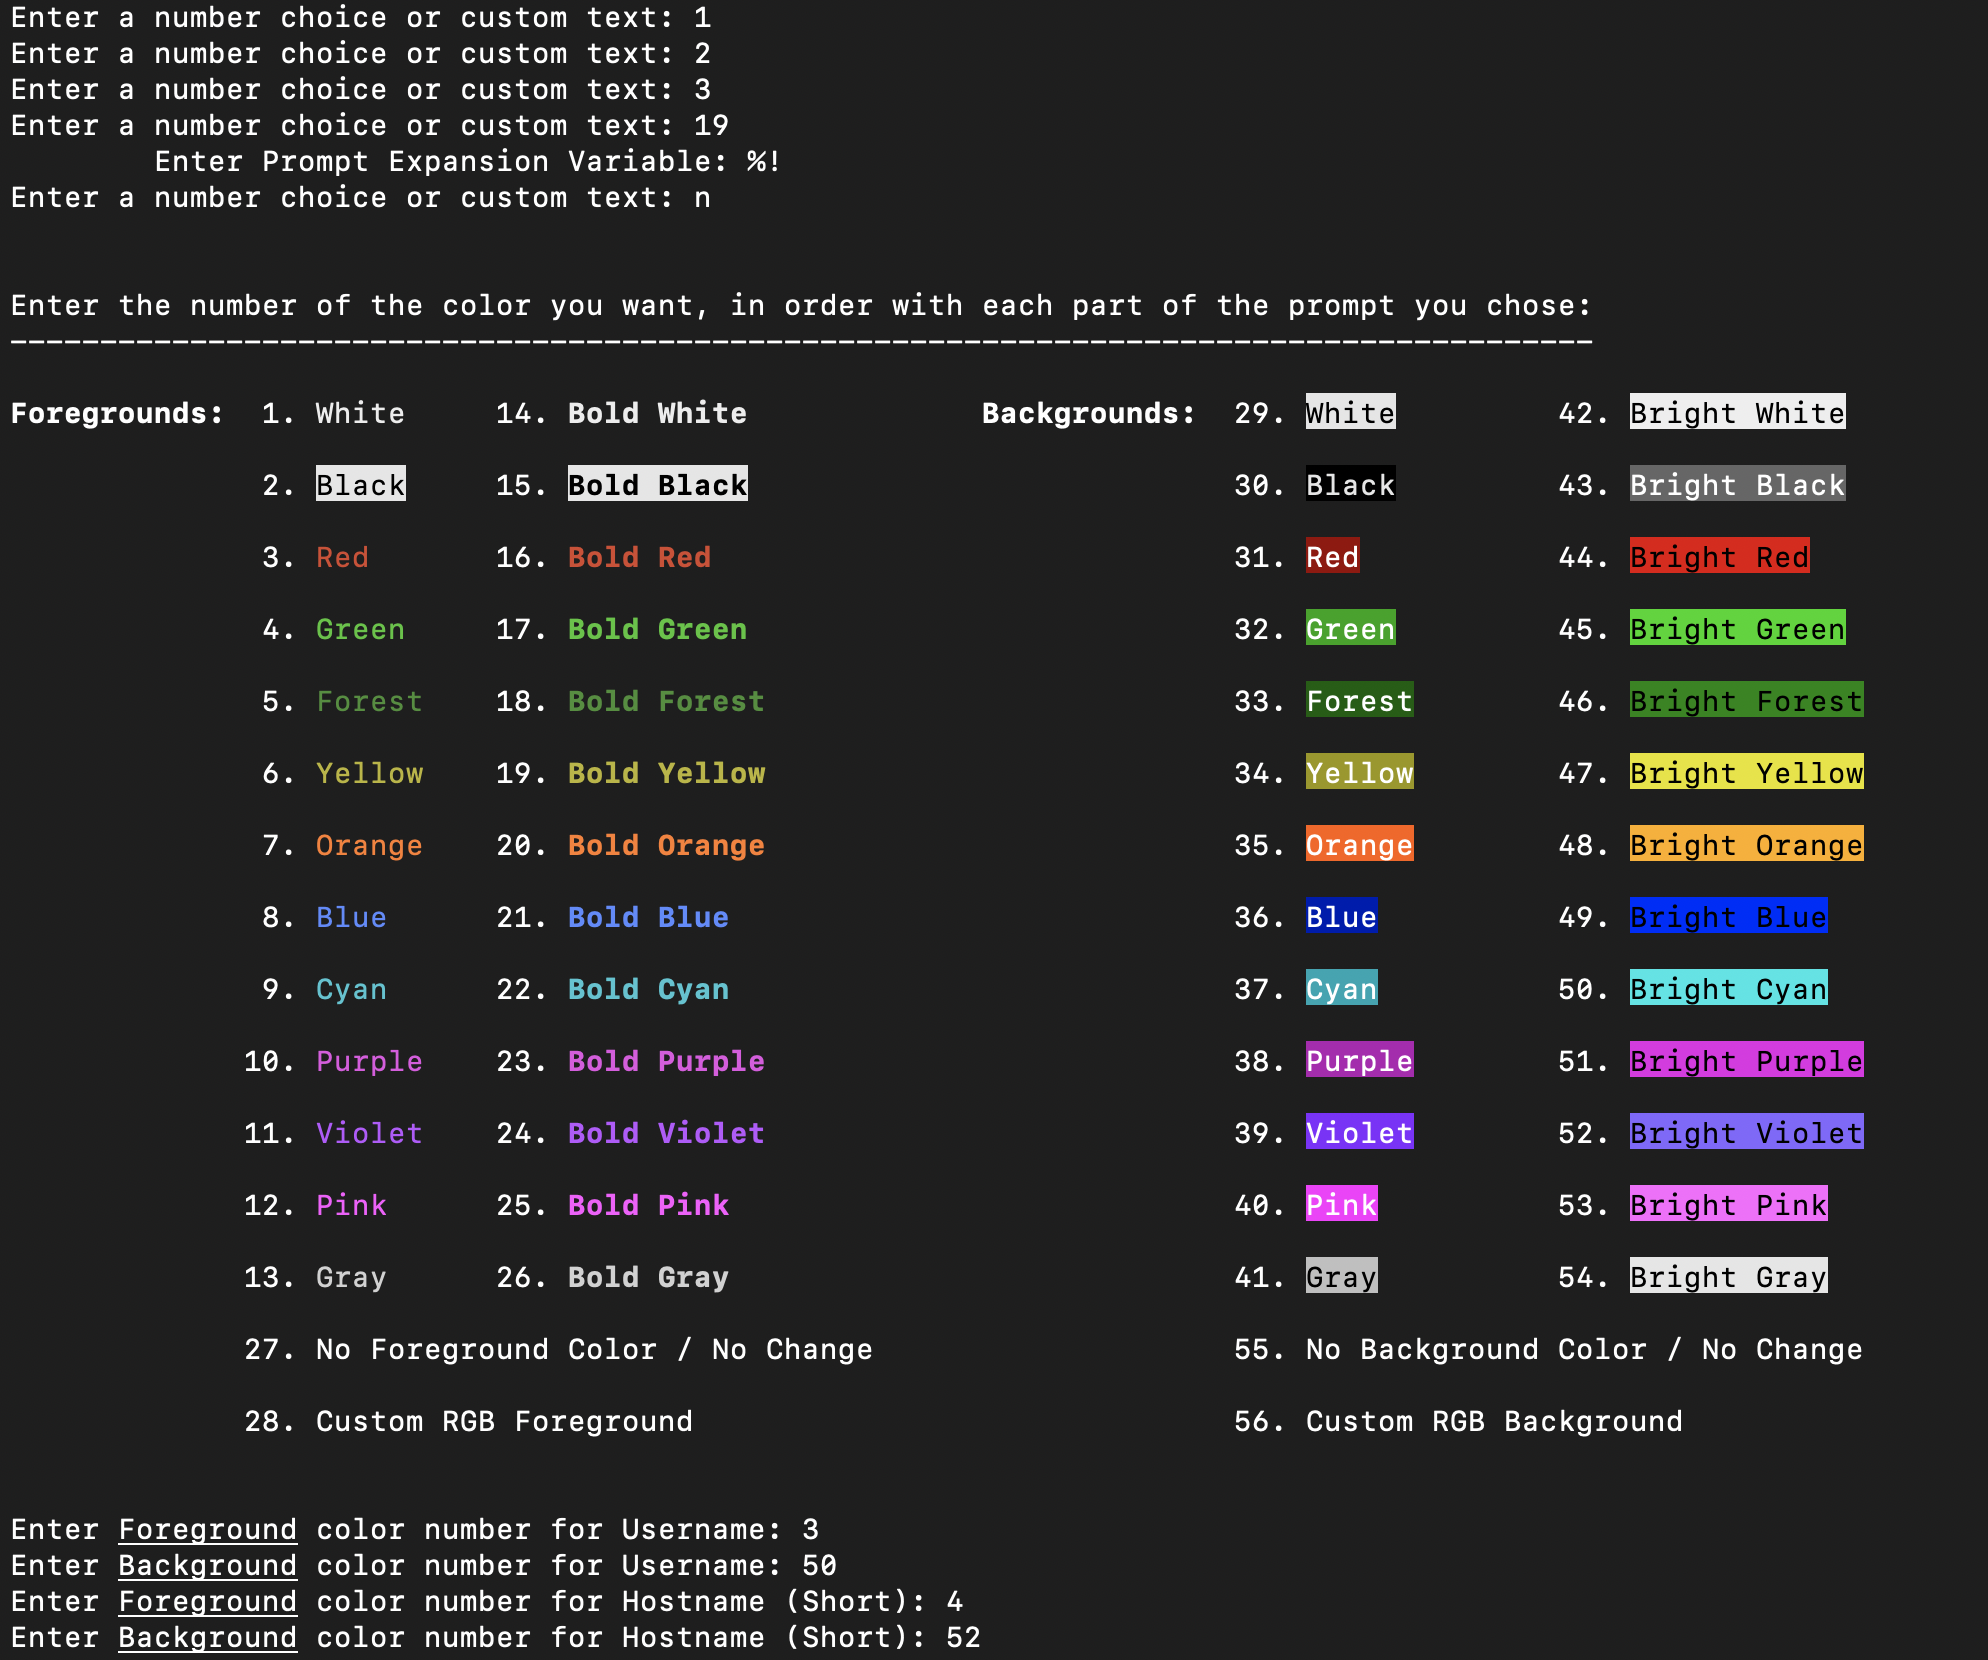 Enter a number choice or custom text: 1
Enter a number choice or custom text: 2
Enter a number choice or custom text: 3
Enter a number choice or custom text: 19
Enter Prompt Expansion Variable: %!
Enter a number choice or custom text: n
Enter the number of the color you want, in order with each part of the prompt you chose:
----------------------------------------------------------------------------------------
Foregrounds: 1. White 14. Bold White Backgrounds: 29. White 42. Bright White
2. Black 15. Bold Black 30. Black 43. Bright Black
3. Red 16. Bold Red 31. Red 44. Bright Red
4. Green 17. Bold Green 32. Green 45. Bright Green
5. Forest 18. Bold Forest 33. Forest 46. Bright Forest
6. Yellow 19. Bold Yellow 34. Yellow 47. Bright Yellow
7. Orange 20. Bold Orange 35. Orange 48. Bright Orange
8. Blue 21. Bold Blue 36. Blue 49. Bright Blue
9. Cyan 22. Bold Cyan 37. Cyan 50. Bright Cyan
10. Purple 23. Bold Purple 38. Purple 51. Bright Purple
11. Violet 24. Bold Violet 39. Violet 52. Bright Violet
12. Pink 25. Bold Pink 40. Pink 53. Bright Pink
13. Gray 26. Bold Gray 41. Gray 54. Bright Gray
27. No Foreground Color / No Change 55. No Background Color / No Change
28. Custom RGB Foreground 56. Custom RGB Background
Enter Foreground color number for Username: 3
Enter Background color number for Username: 50
Enter Foreground color number for Hostname (Short): 4
Enter Background color number for Hostname (Short): 52